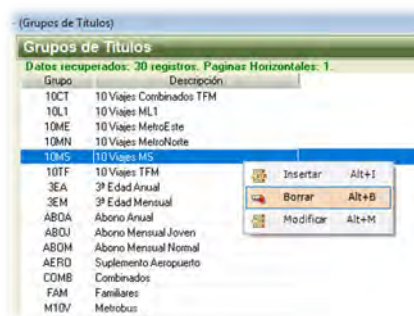 - (Grupos de Titulos)
Grupos de Titulos
Datos recuperados: 30 registros. Paginas Horizontales: 1.
Grupo Descripción
10CT 10 Viajes Combinados TFM
10L1 10 Viajes ML1
10ME 10 Viajes MetroEste
10MN 10 Viajes MetroNorte
10MS 10 Viajes MS
10TF 10 Viajes TFM
3EA 3ª Edad Anual
3EM 3ª Edad Mensual
ABOA Abono Anual
ABOJ Abono Mensual Joven
ABOM Abono Mensual Normal
AERO Suplemento Aeropuerto
COMB Combinados
FAM Familiares
M10V Metrobus
Insertar Alt+I
Borrar Alt+B
Modificar Alt+M